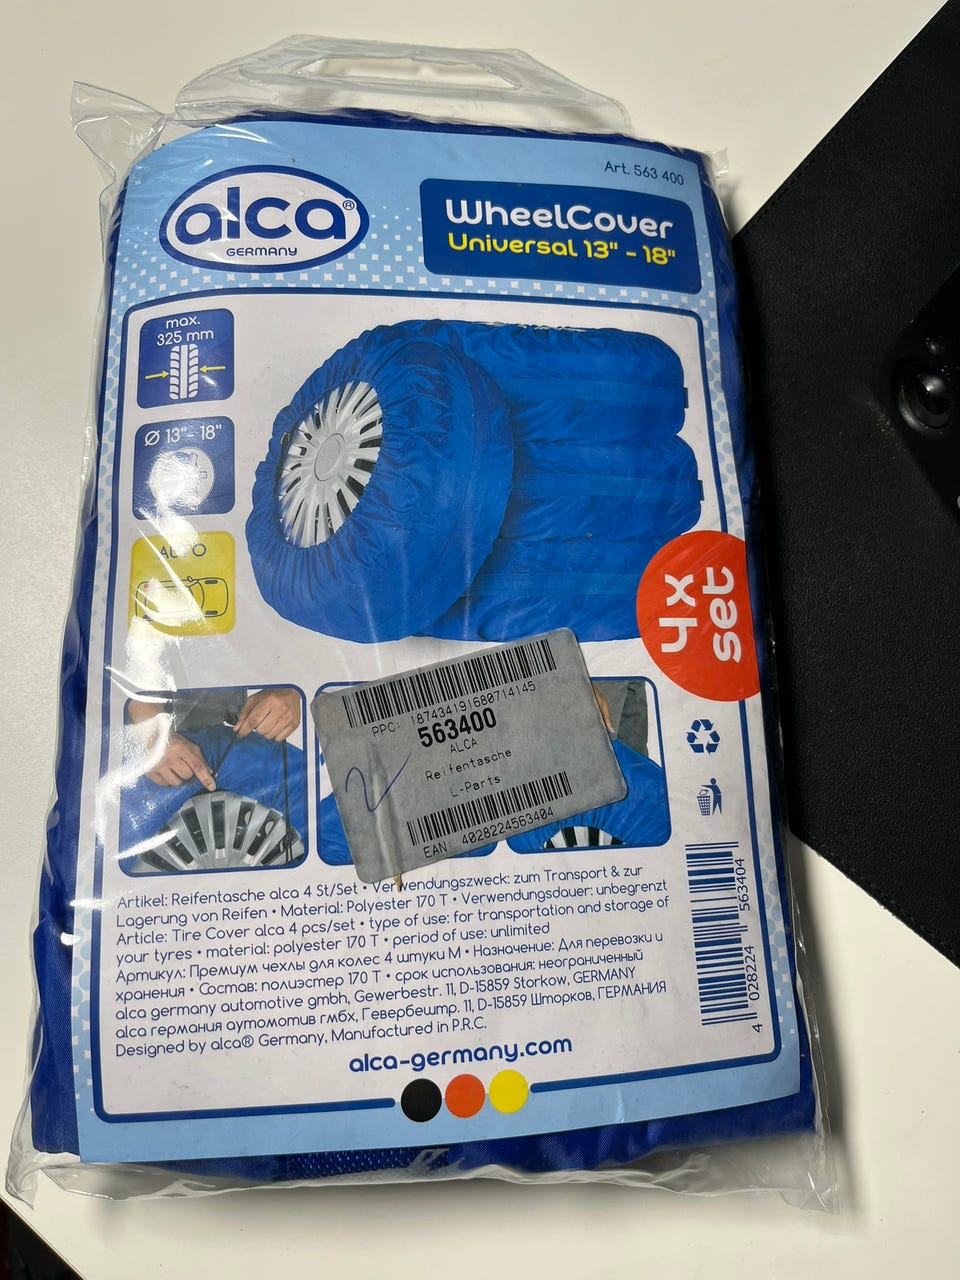 Art. 563 400
alca®
GERMANY
WheelCover
Universal 13" - 18"
max.
325 mm
Ø 13" - 18"
AUTO
4x
set
PPC: 187434191680714145
563400
ALCA
Reifentasche
L-Parts
EAN: 4028224563404
2
Artikel: Reifentasche alca 4 St/Set • Verwendungszweck: zum Transport & zur
Lagerung von Reifen • Material: Polyester 170 T • Verwendungsdauer: unbegrenzt
Article: Tire Cover alca 4 pcs/set • type of use: for transportation and storage of
your tyres • material: polyester 170 T • period of use: unlimited
Артикул: Премиум чехлы для колес 4 штуки M • Назначение: Для перевозки и
хранения • Состав: полиэстер 170 T • срок использования: неограниченный
alca germany automotive gmbh, Gewerbestr. 11, D-15859 Storkow, GERMANY
alca германия аутомотив гмбх, Гевербештр. 11, D-15859 Шторков, ГЕРМАНИЯ
Designed by alca® Germany, Manufactured in P.R.C.
4 028224 563404
alca-germany.com